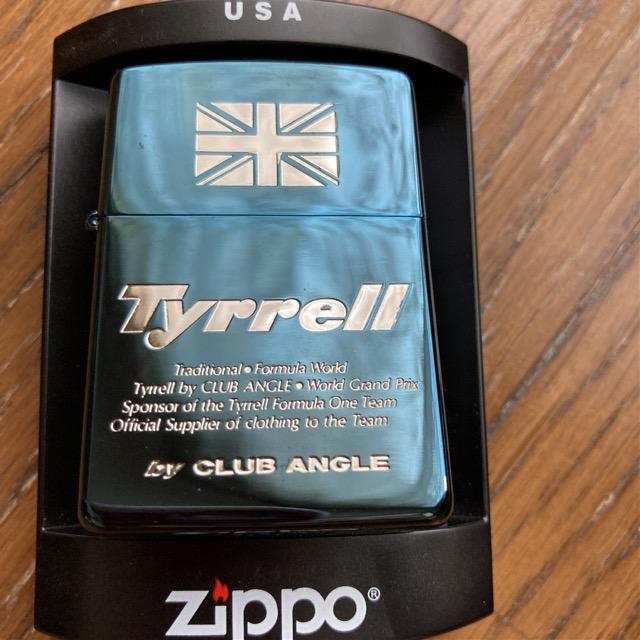 USA
Tyrrell
Traditional • Formula World
Tyrrell by CLUB ANGLE • World Grand Prix
Sponsor of the Tyrrell Formula One Team
Official Supplier of clothing to the Team
by CLUB ANGLE
zippo®